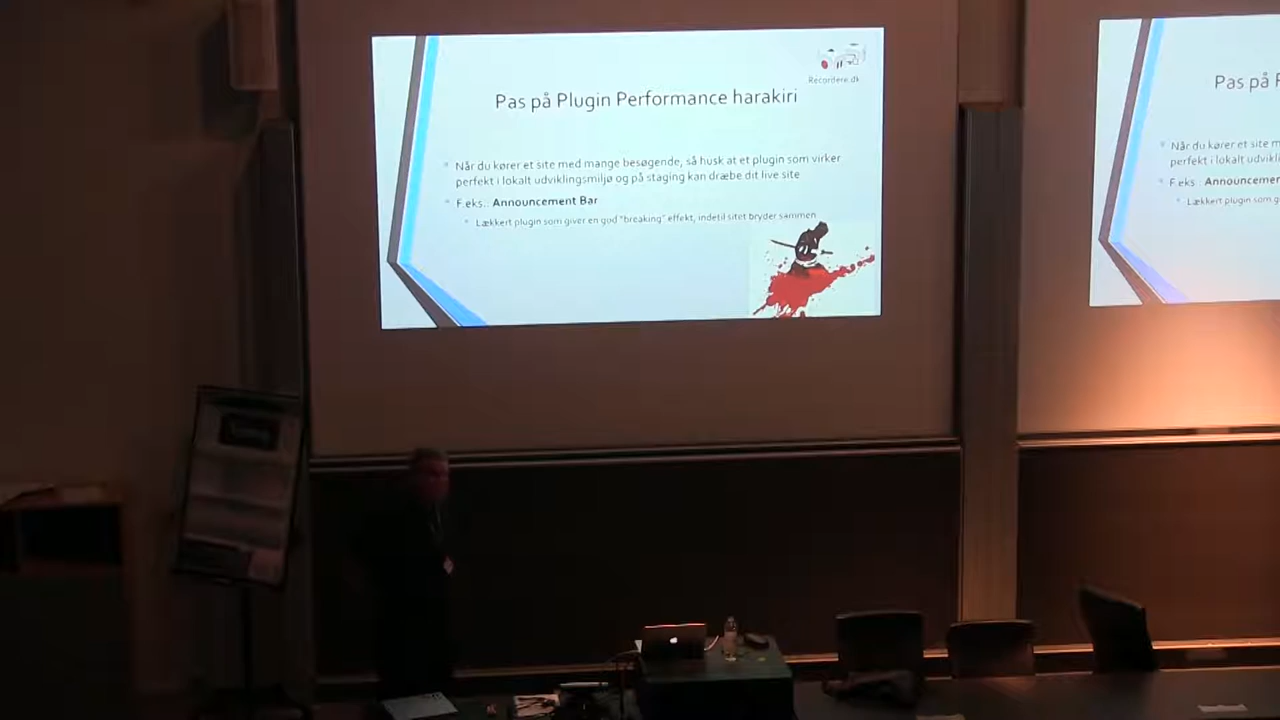 Recordere.dk
Pas på Plugin Performance harakiri
Når du kører et site med mange besøgende, så husk at et plugin som virker
perfekt i lokalt udviklingsmiljø og på staging kan dræbe dit live site
F.eks.: Announcement Bar
Lækkert plugin som giver en god "breaking" effekt, indetil sitet bryder sammen
Pas på
Når du kører et site
perfekt i lokalt
F.eks.:
Lækkert plugin som